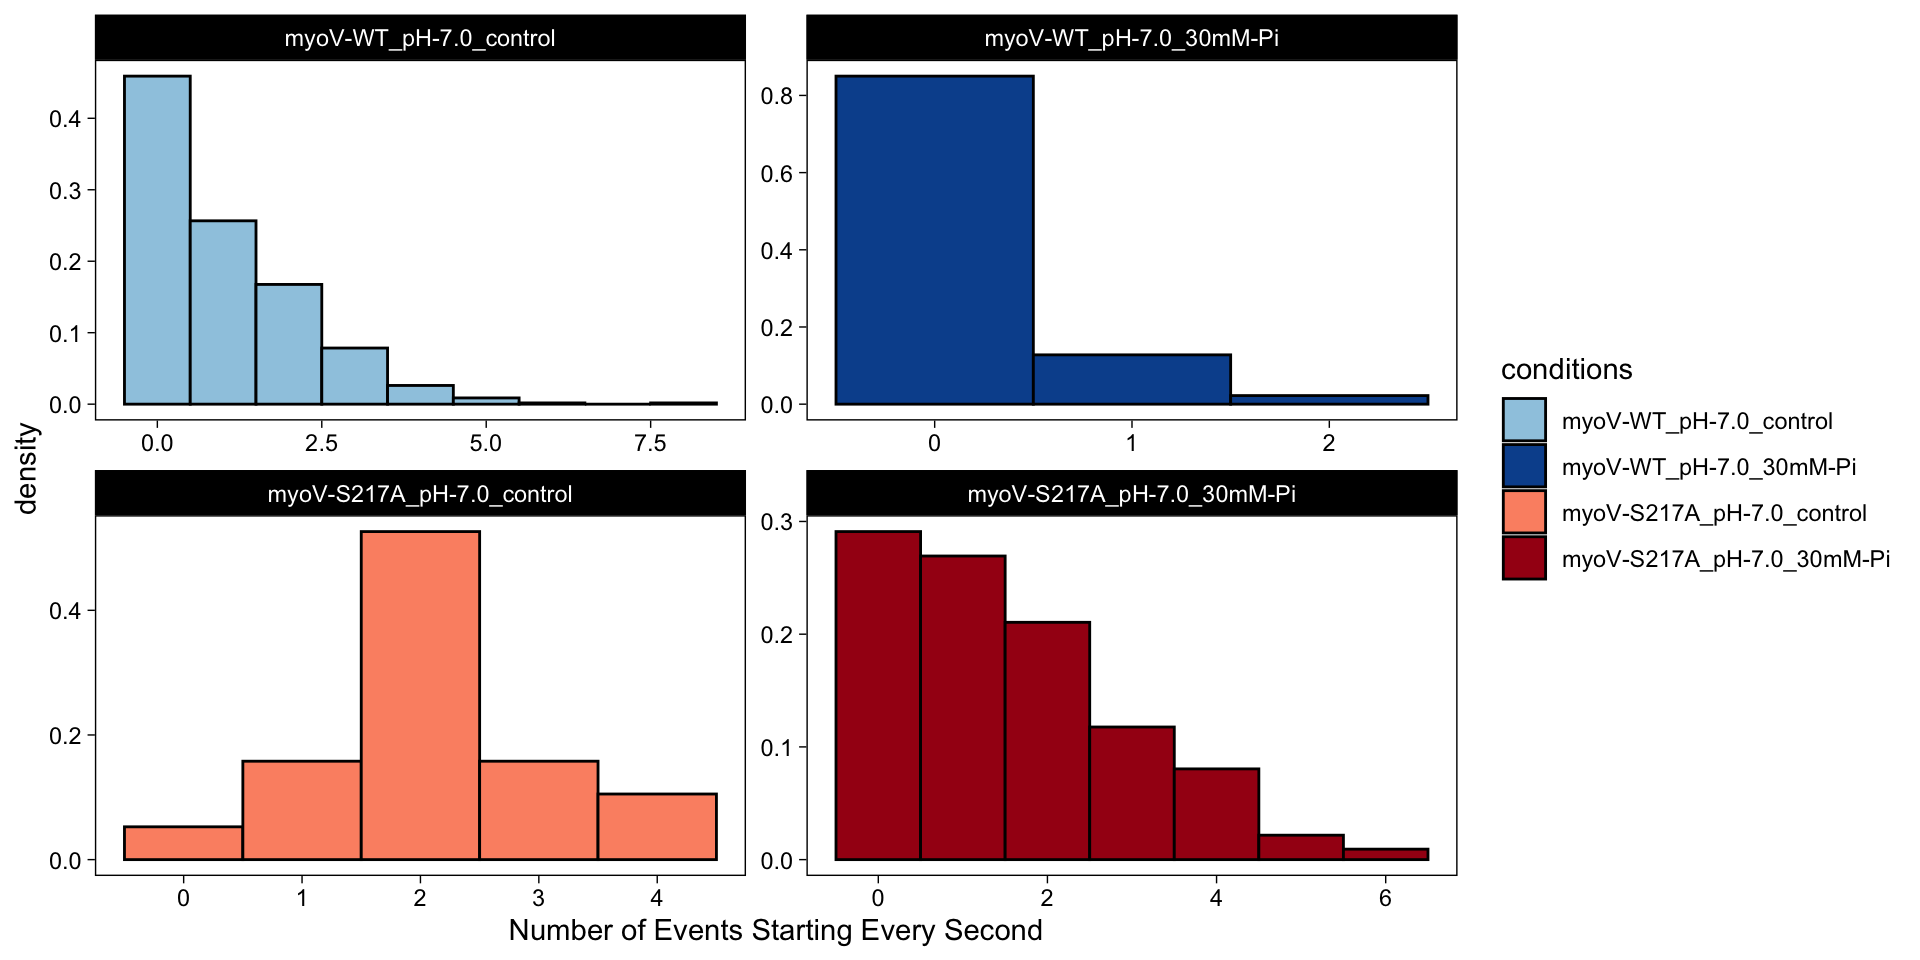 myoV-WT_pH-7.0_control
myoV-WT_pH-7.0_30mM-Pi
0.4
0.3
0.2
0.1
0.0
0.8
0.6
0.4
0.2
0.0
0.0 2.5 5.0 7.5
0 1 2
density
myoV-S217A_pH-7.0_control
myoV-S217A_pH-7.0_30mM-Pi
0.4
0.2
0.0
0.3
0.2
0.1
0.0
0 1 2 3 4
0 2 4 6
Number of Events Starting Every Second
conditions
myoV-WT_pH-7.0_control
myoV-WT_pH-7.0_30mM-Pi
myoV-S217A_pH-7.0_control
myoV-S217A_pH-7.0_30mM-Pi